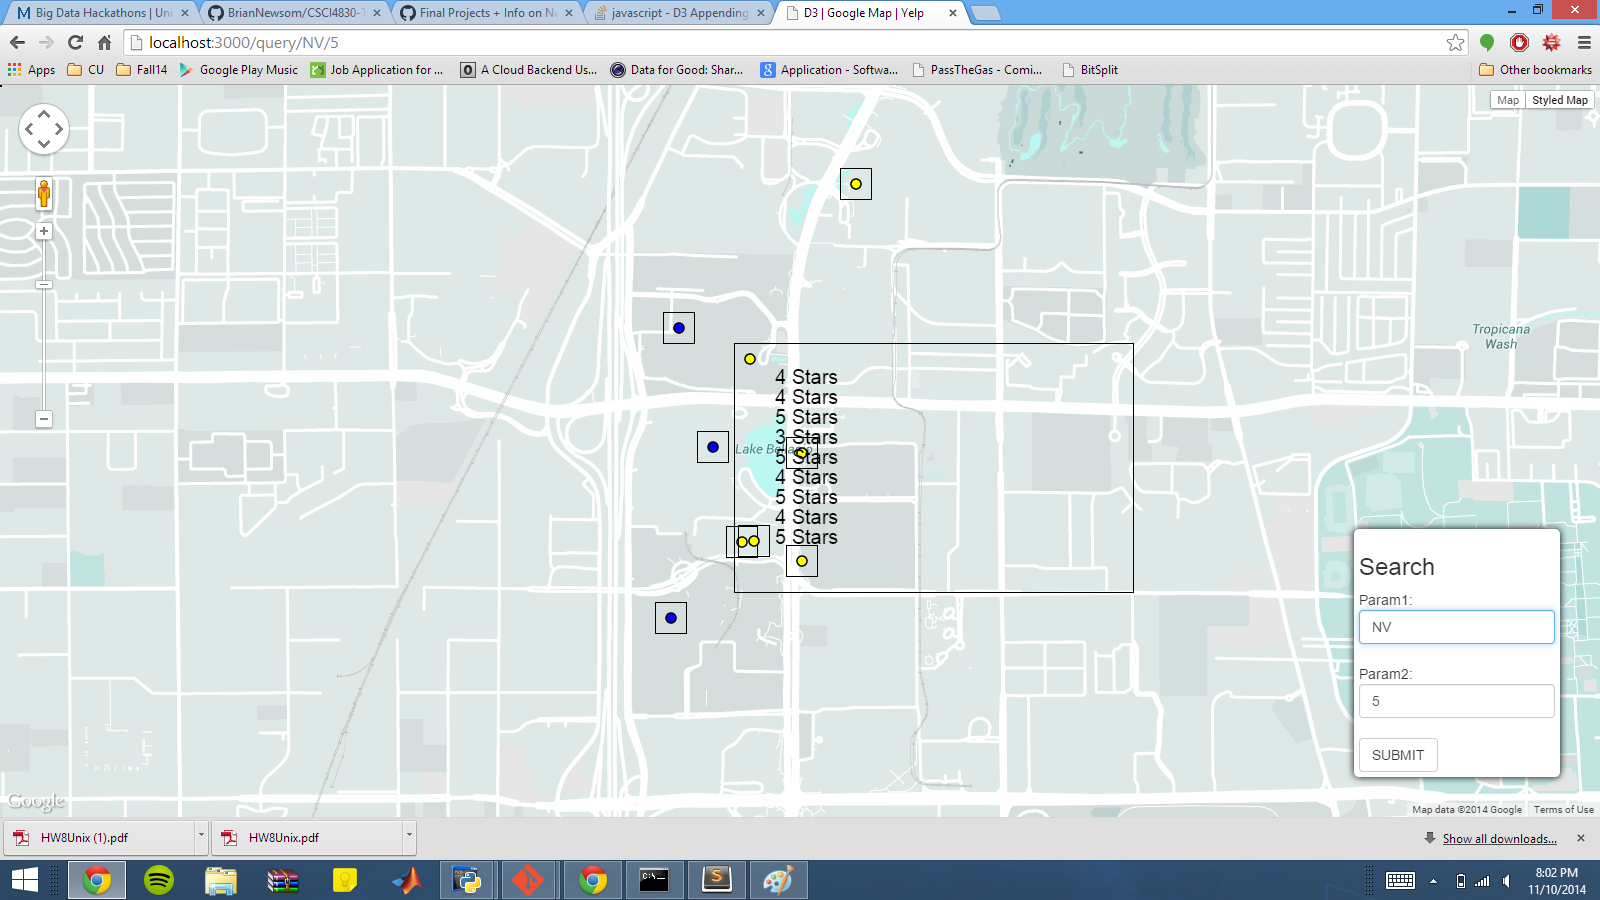 Big Data Hackathons | Uni
BrianNewsom/CSCI4830-T
Final Projects + Info on Ne
javascript - D3 Appending
D3 | Google Map | Yelp
localhost:3000/query/NV/5
Apps
CU
Fall14
Google Play Music
Job Application for ...
A Cloud Backend Us...
Data for Good: Shar...
Application - Softwa...
PassTheGas - Comi...
BitSplit
Other bookmarks
Map
Styled Map
Tropicana
Wash
4 Stars
4 Stars
5 Stars
3 Stars
5 Stars
4 Stars
5 Stars
4 Stars
5 Stars
Search
Param1:
NV
Param2:
5
SUBMIT
Google
Map data ©2014 Google
Terms of Use
HW8Unix (1).pdf
HW8Unix.pdf
Show all downloads...
8:02 PM
11/10/2014